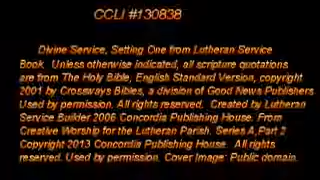 CCLI #130838
Divine Service, Setting One from Lutheran Service
Book. Unless otherwise indicated, all scripture quotations
are from The Holy Bible, English Standard Version, copyright
2001 by Crossways Bibles, a division of Good News Publishers
Used by permission. All rights reserved. Created by Lutheran
Service Builder 2006 Concordia Publishing House. From
Creative Worship for the Lutheran Parish. Series A,Part 2
Copyright 2013 Concordia Publishing House. All rights
reserved. Used by permission. Cover Image: Public domain.